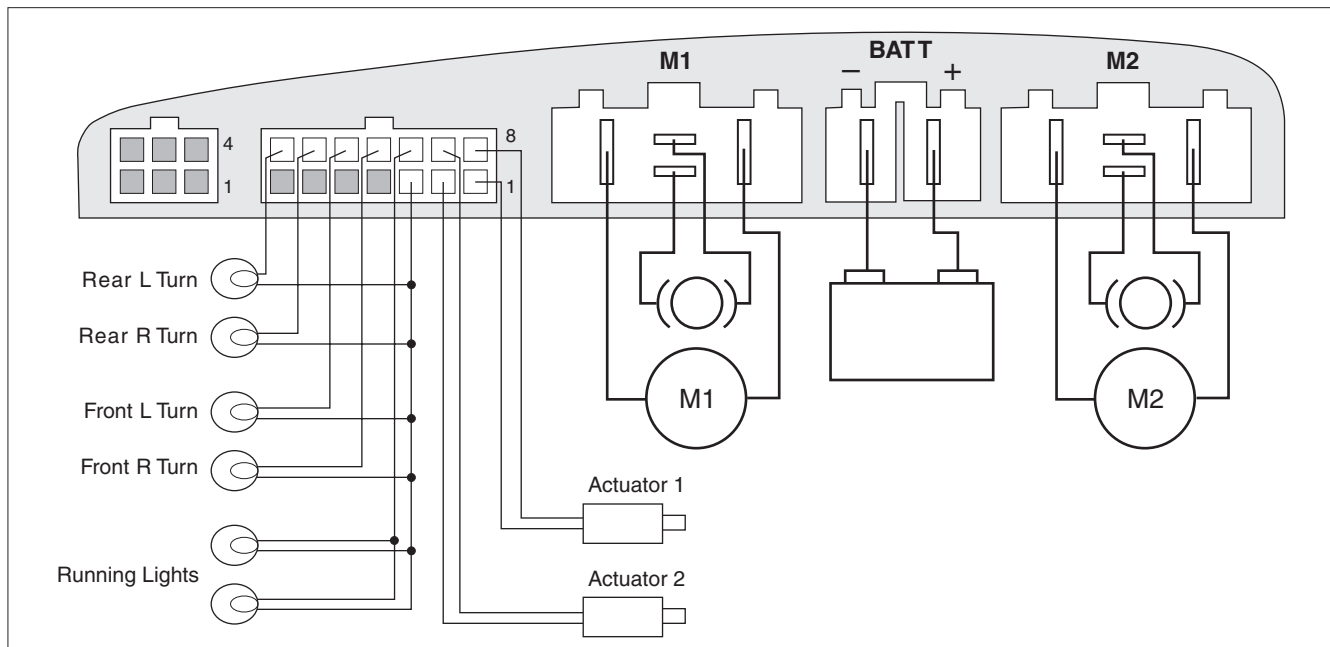 M1
BATT
M2
− +
4
1
8
1
Rear L Turn
Rear R Turn
Front L Turn
Front R Turn
Running Lights
M1
M2
Actuator 1
Actuator 2